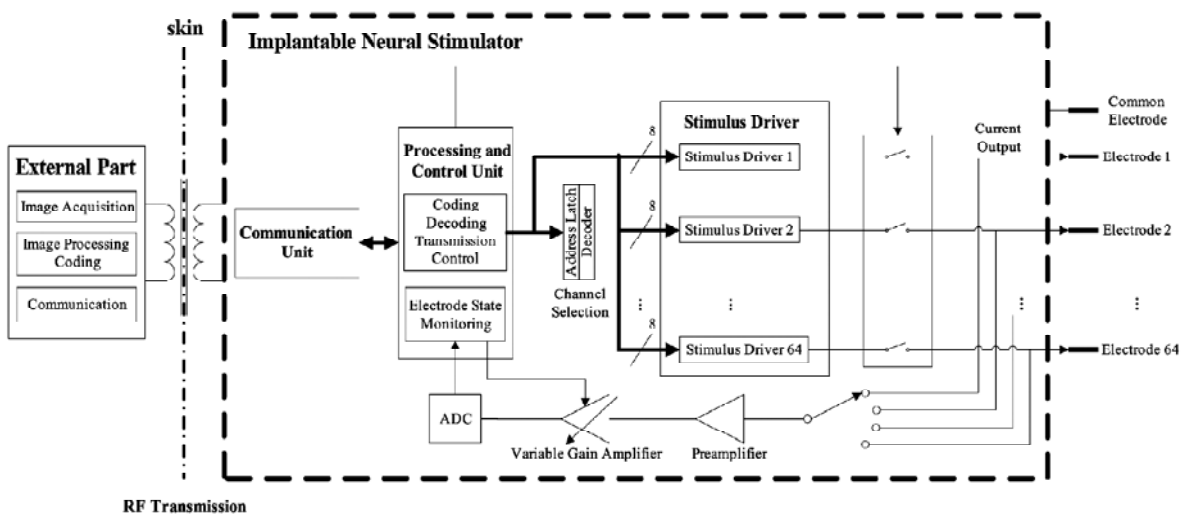 skin
Implantable Neural Stimulator
External Part
Image Acquisition
Image Processing
Coding
Communication
RF Transmission
Communication
Unit
Processing and
Control Unit
Coding
Decoding
Transmission
Control
Electrode State
Monitoring
Address Latch
Decoder
Channel
Selection
8
8
8
Stimulus Driver
Stimulus Driver 1
Stimulus Driver 2
⋮
Stimulus Driver 64
Current
Output
Common
Electrode
Electrode 1
Electrode 2
⋮
Electrode 64
ADC
Variable Gain Amplifier
Preamplifier